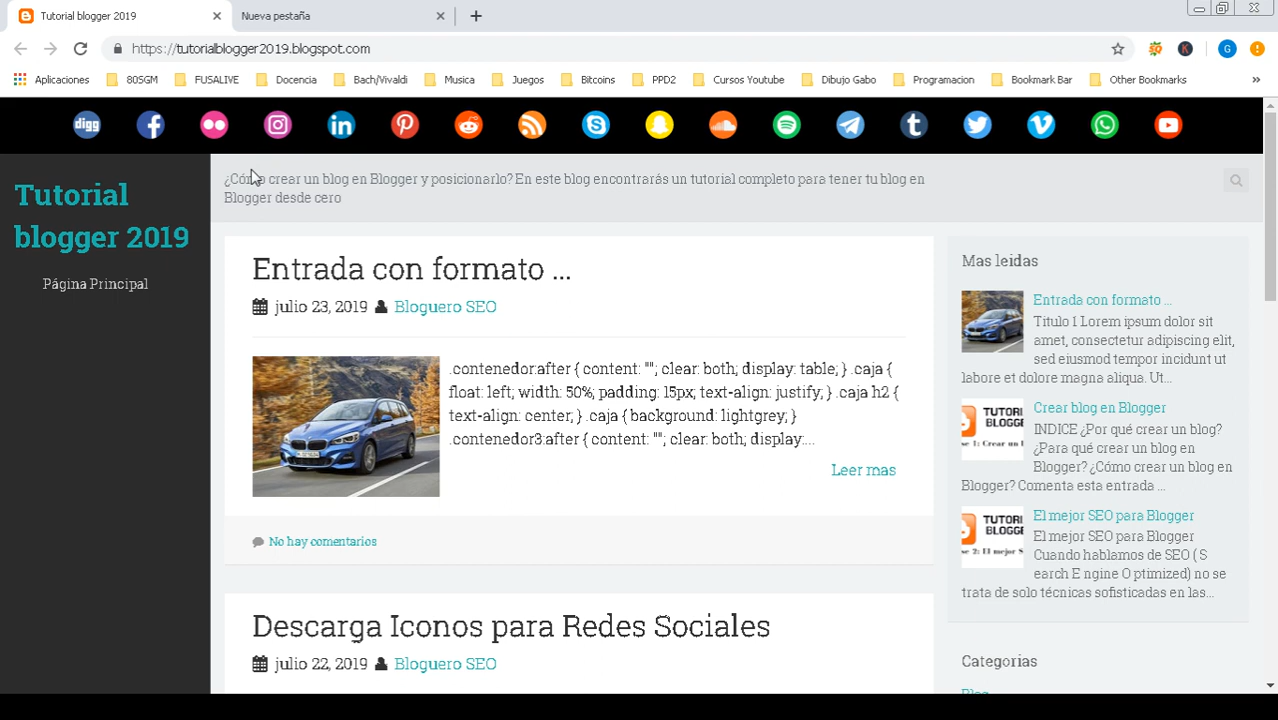 Tutorial blogger 2019
Nueva pestaña
https://tutorialblogger2019.blogspot.com
Aplicaciones
80SGM
FUSALIVE
Docencia
Bach/Vivaldi
Musica
Juegos
Bitcoins
PPD2
Cursos Youtube
Dibujo Gabo
Programacion
Bookmark Bar
Other Bookmarks
digg
Tutorial
blogger 2019
Página Principal
¿Cómo crear un blog en Blogger y posicionarlo? En este blog encontrarás un tutorial completo para tener tu blog en
Blogger desde cero
Entrada con formato ...
julio 23, 2019 Bloguero SEO
.contenedor:after { content: ""; clear: both; display: table; } .caja {
float: left; width: 50%; padding: 15px; text-align: justify; } .caja h2 {
text-align: center; } .caja { background: lightgrey; }
.contenedor3:after { content: ""; clear: both; display:...
Leer mas
No hay comentarios
Descarga Iconos para Redes Sociales
julio 22, 2019 Bloguero SEO
Mas leidas
Entrada con formato ...
Titulo 1 Lorem ipsum dolor sit
amet, consectetur adipiscing elit,
sed eiusmod tempor incidunt ut
labore et dolore magna aliqua. Ut...
Crear blog en Blogger
INDICE ¿Por qué crear un blog?
¿Para qué crear un blog en
Blogger? ¿Cómo crear un blog en
Blogger? Comenta esta entrada ...
El mejor SEO para Blogger
El mejor SEO para Blogger
Cuando hablamos de SEO ( S
earch E ngine O ptimized) no se
trata de solo técnicas sofisticadas en las...
Categorias
Blog